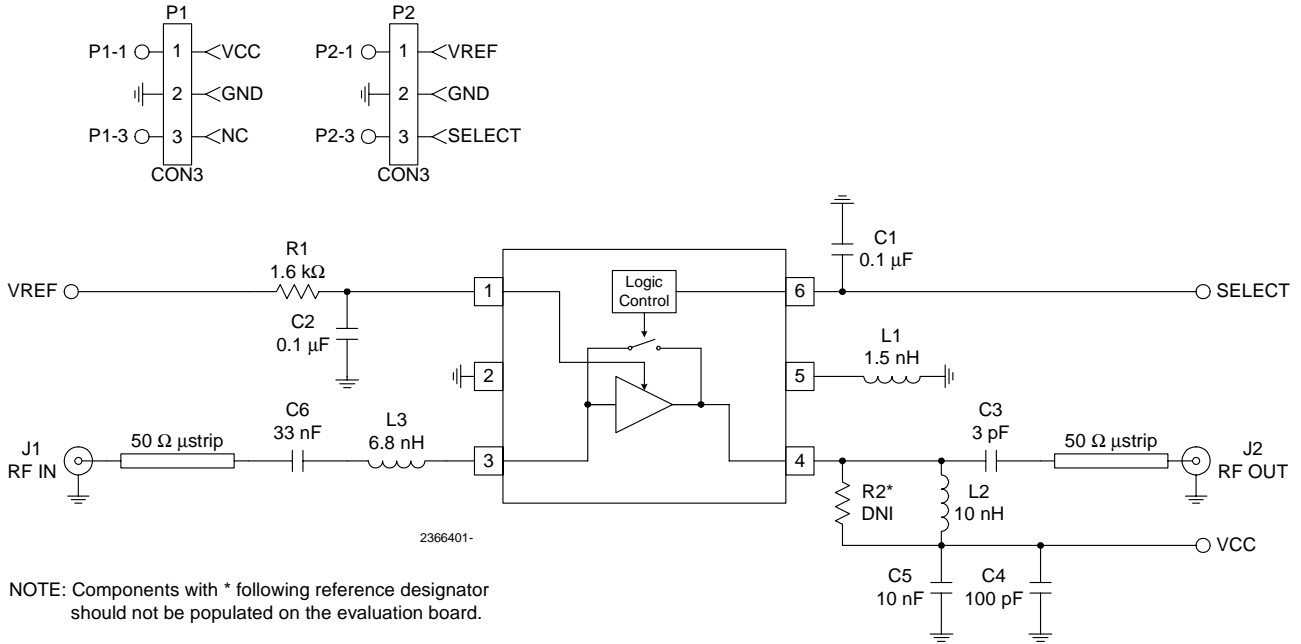 P1
P1-1 1 VCC
2 GND
P1-3 3 NC
CON3
P2
P2-1 1 VREF
2 GND
P2-3 3 SELECT
CON3
C1
0.1 μF
R1
1.6 kΩ
VREF
1
Logic
Control
6
SELECT
C2
0.1 μF
L1
1.5 nH
2
5
C6
33 nF
L3
6.8 nH
C3
3 pF
J1
RF IN
50 Ω μstrip
3
4
50 Ω μstrip
J2
RF OUT
R2*
DNI
L2
10 nH
2366401-
VCC
C5
10 nF
C4
100 pF
NOTE: Components with * following reference designator
should not be populated on the evaluation board.